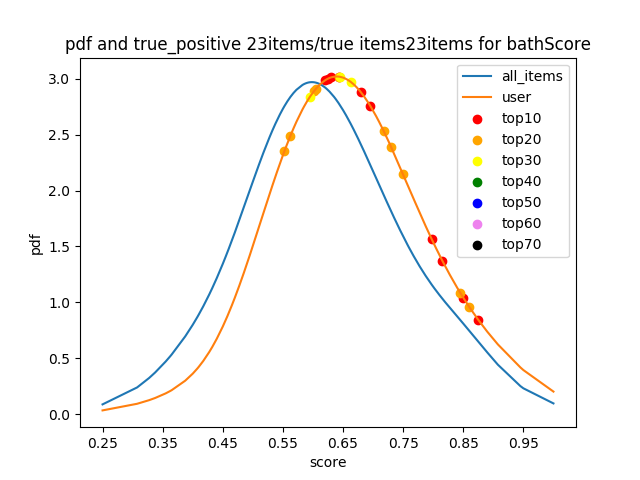 pdf and true_positive 23items/true items23items for bathScore
all_items
user
top10
top20
top30
top40
top50
top60
top70
pdf
3.0
2.5
2.0
1.5
1.0
0.5
0.0
0.25 0.35 0.45 0.55 0.65 0.75 0.85 0.95
score